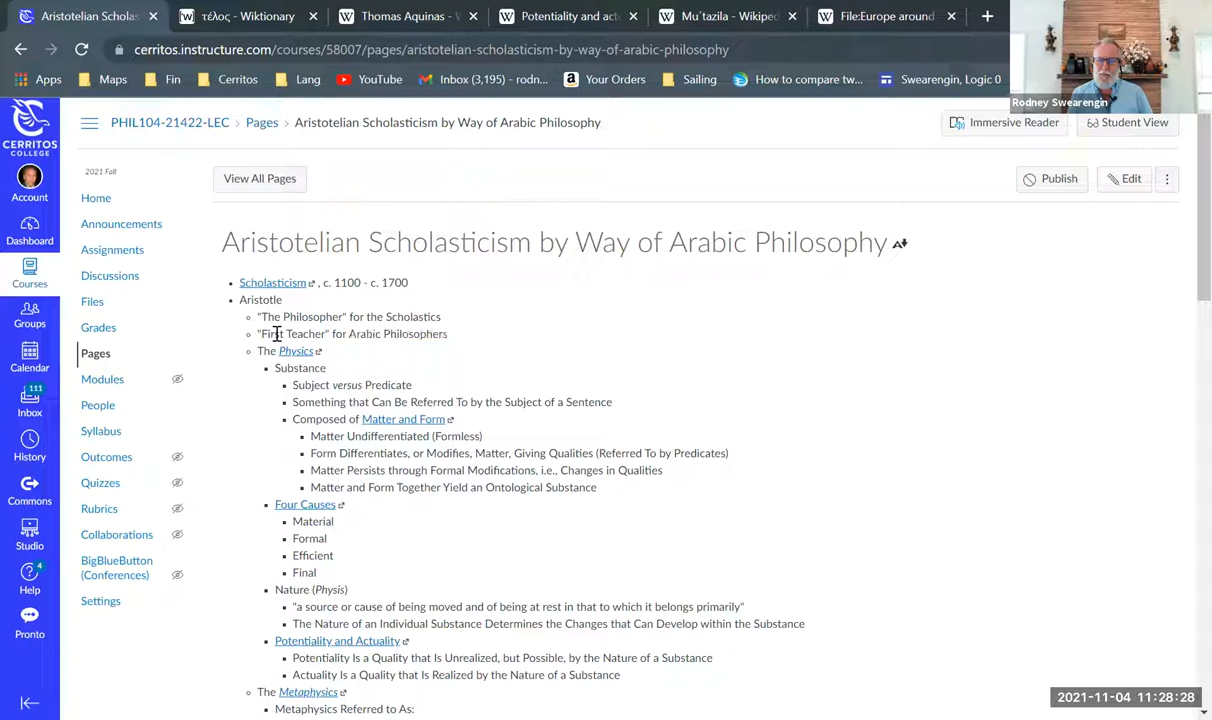 Aristotelian Scholas
τέλος - Wiktionary
Thomas Aquinas - W
Potentiality and act
Muʿtazila - Wikiped
File:Europe around
cerritos.instructure.com/courses/58007/pages/aristotelian-scholasticism-by-way-of-arabic-philosophy
Apps
Maps
Fin
Cerritos
Lang
YouTube
Inbox (3,195) - rodn...
Your Orders
Sailing
How to compare tw...
Swearengin, Logic 0
Rodney Swearengin
CERRITOS
COLLEGE
Account
Dashboard
Courses
Groups
Calendar
111
Inbox
History
Commons
Studio
4
Help
Pronto
PHIL104-21422-LEC
Pages
Aristotelian Scholasticism by Way of Arabic Philosophy
Immersive Reader
Student View
2021 Fall
Home
Announcements
Assignments
Discussions
Files
Grades
Pages
Modules
People
Syllabus
Outcomes
Quizzes
Rubrics
Collaborations
BigBlueButton
(Conferences)
Settings
View All Pages
Publish
Edit
Aristotelian Scholasticism by Way of Arabic Philosophy
Scholasticism , c. 1100 - c. 1700
Aristotle
"The Philosopher" for the Scholastics
"First Teacher" for Arabic Philosophers
The Physics
Substance
Subject versus Predicate
Something that Can Be Referred To by the Subject of a Sentence
Composed of Matter and Form
Matter Undifferentiated (Formless)
Form Differentiates, or Modifies, Matter, Giving Qualities (Referred To by Predicates)
Matter Persists through Formal Modifications, i.e., Changes in Qualities
Matter and Form Together Yield an Ontological Substance
Four Causes
Material
Formal
Efficient
Final
Nature (Physis)
"a source or cause of being moved and of being at rest in that to which it belongs primarily"
The Nature of an Individual Substance Determines the Changes that Can Develop within the Substance
Potentiality and Actuality
Potentiality Is a Quality that Is Unrealized, but Possible, by the Nature of a Substance
Actuality Is a Quality that Is Realized by the Nature of a Substance
The Metaphysics
Metaphysics Referred to As:
2021-11-04 11:28:28